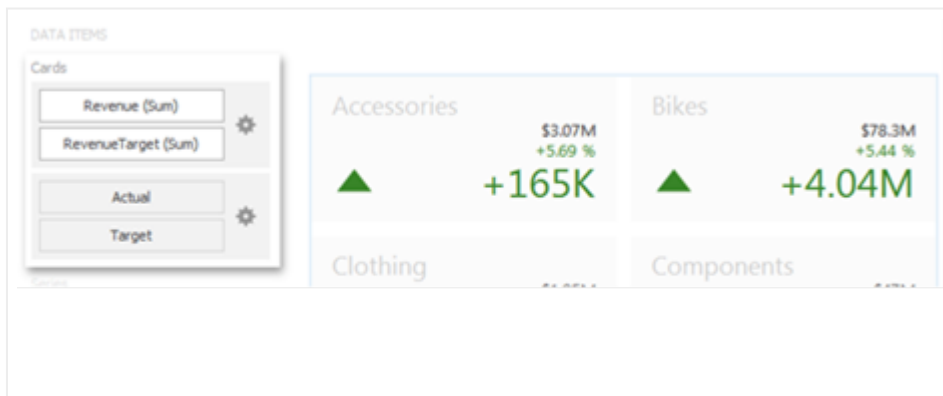 DATA ITEMS
Cards
Revenue (Sum)
RevenueTarget (Sum)
Actual
Target
Accessories
$3.07M
+5.69 %
+165K
Bikes
$78.3M
+5.44 %
+4.04M
Clothing
Components